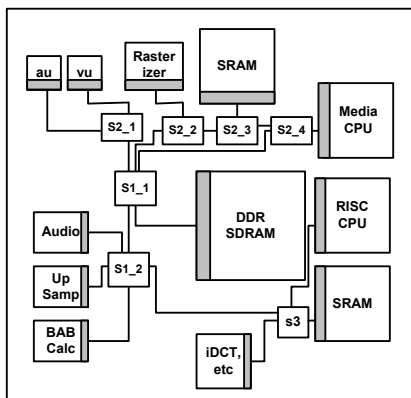 au
vu
Raster
izer
SRAM
S2_1
S2_2
S2_3
S2_4
Media
CPU
S1_1
DDR
SDRAM
RISC
CPU
Audio
S1_2
Up
Samp
SRAM
s3
BAB
Calc
iDCT,
etc